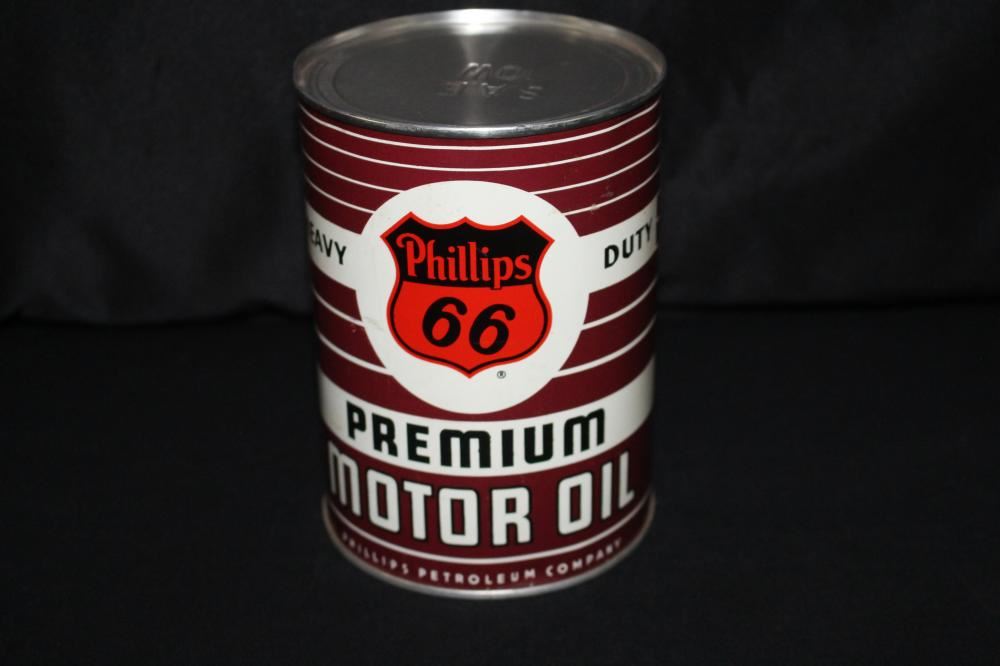 EAVY
DUTY
Phillips
66
®
PREMIUM
MOTOR OIL
PHILLIPS PETROLEUM COMPANY